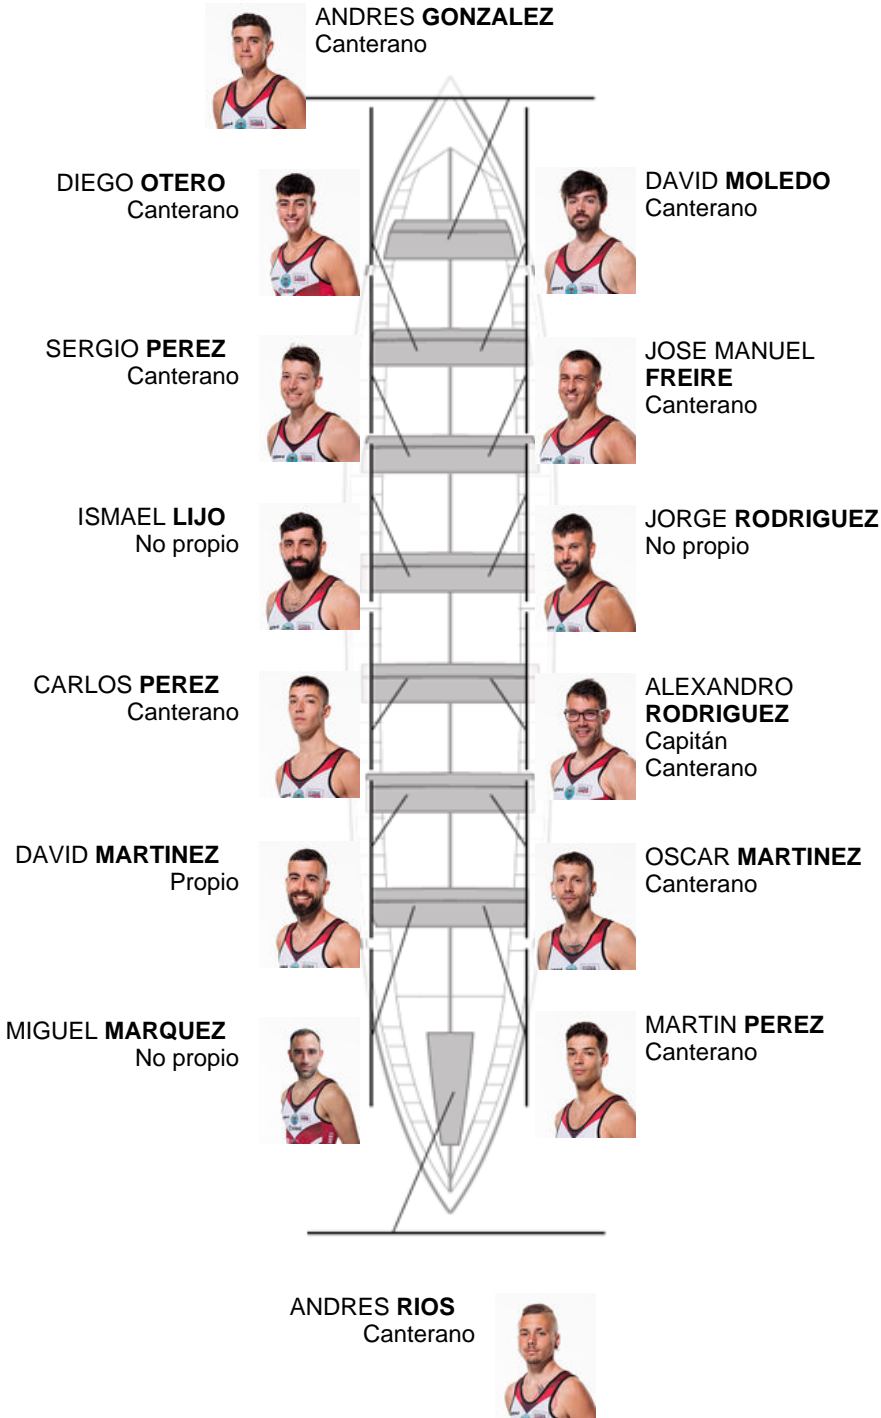 ANDRES GONZALEZ
Canterano
DIEGO OTERO
Canterano
DAVID MOLEDO
Canterano
SERGIO PEREZ
Canterano
JOSE MANUEL
FREIRE
Canterano
ISMAEL LIJO
No propio
JORGE RODRIGUEZ
No propio
CARLOS PEREZ
Canterano
ALEXANDRO
RODRIGUEZ
Capitán
Canterano
DAVID MARTINEZ
Propio
OSCAR MARTINEZ
Canterano
MIGUEL MARQUEZ
No propio
MARTIN PEREZ
Canterano
ANDRES RIOS
Canterano